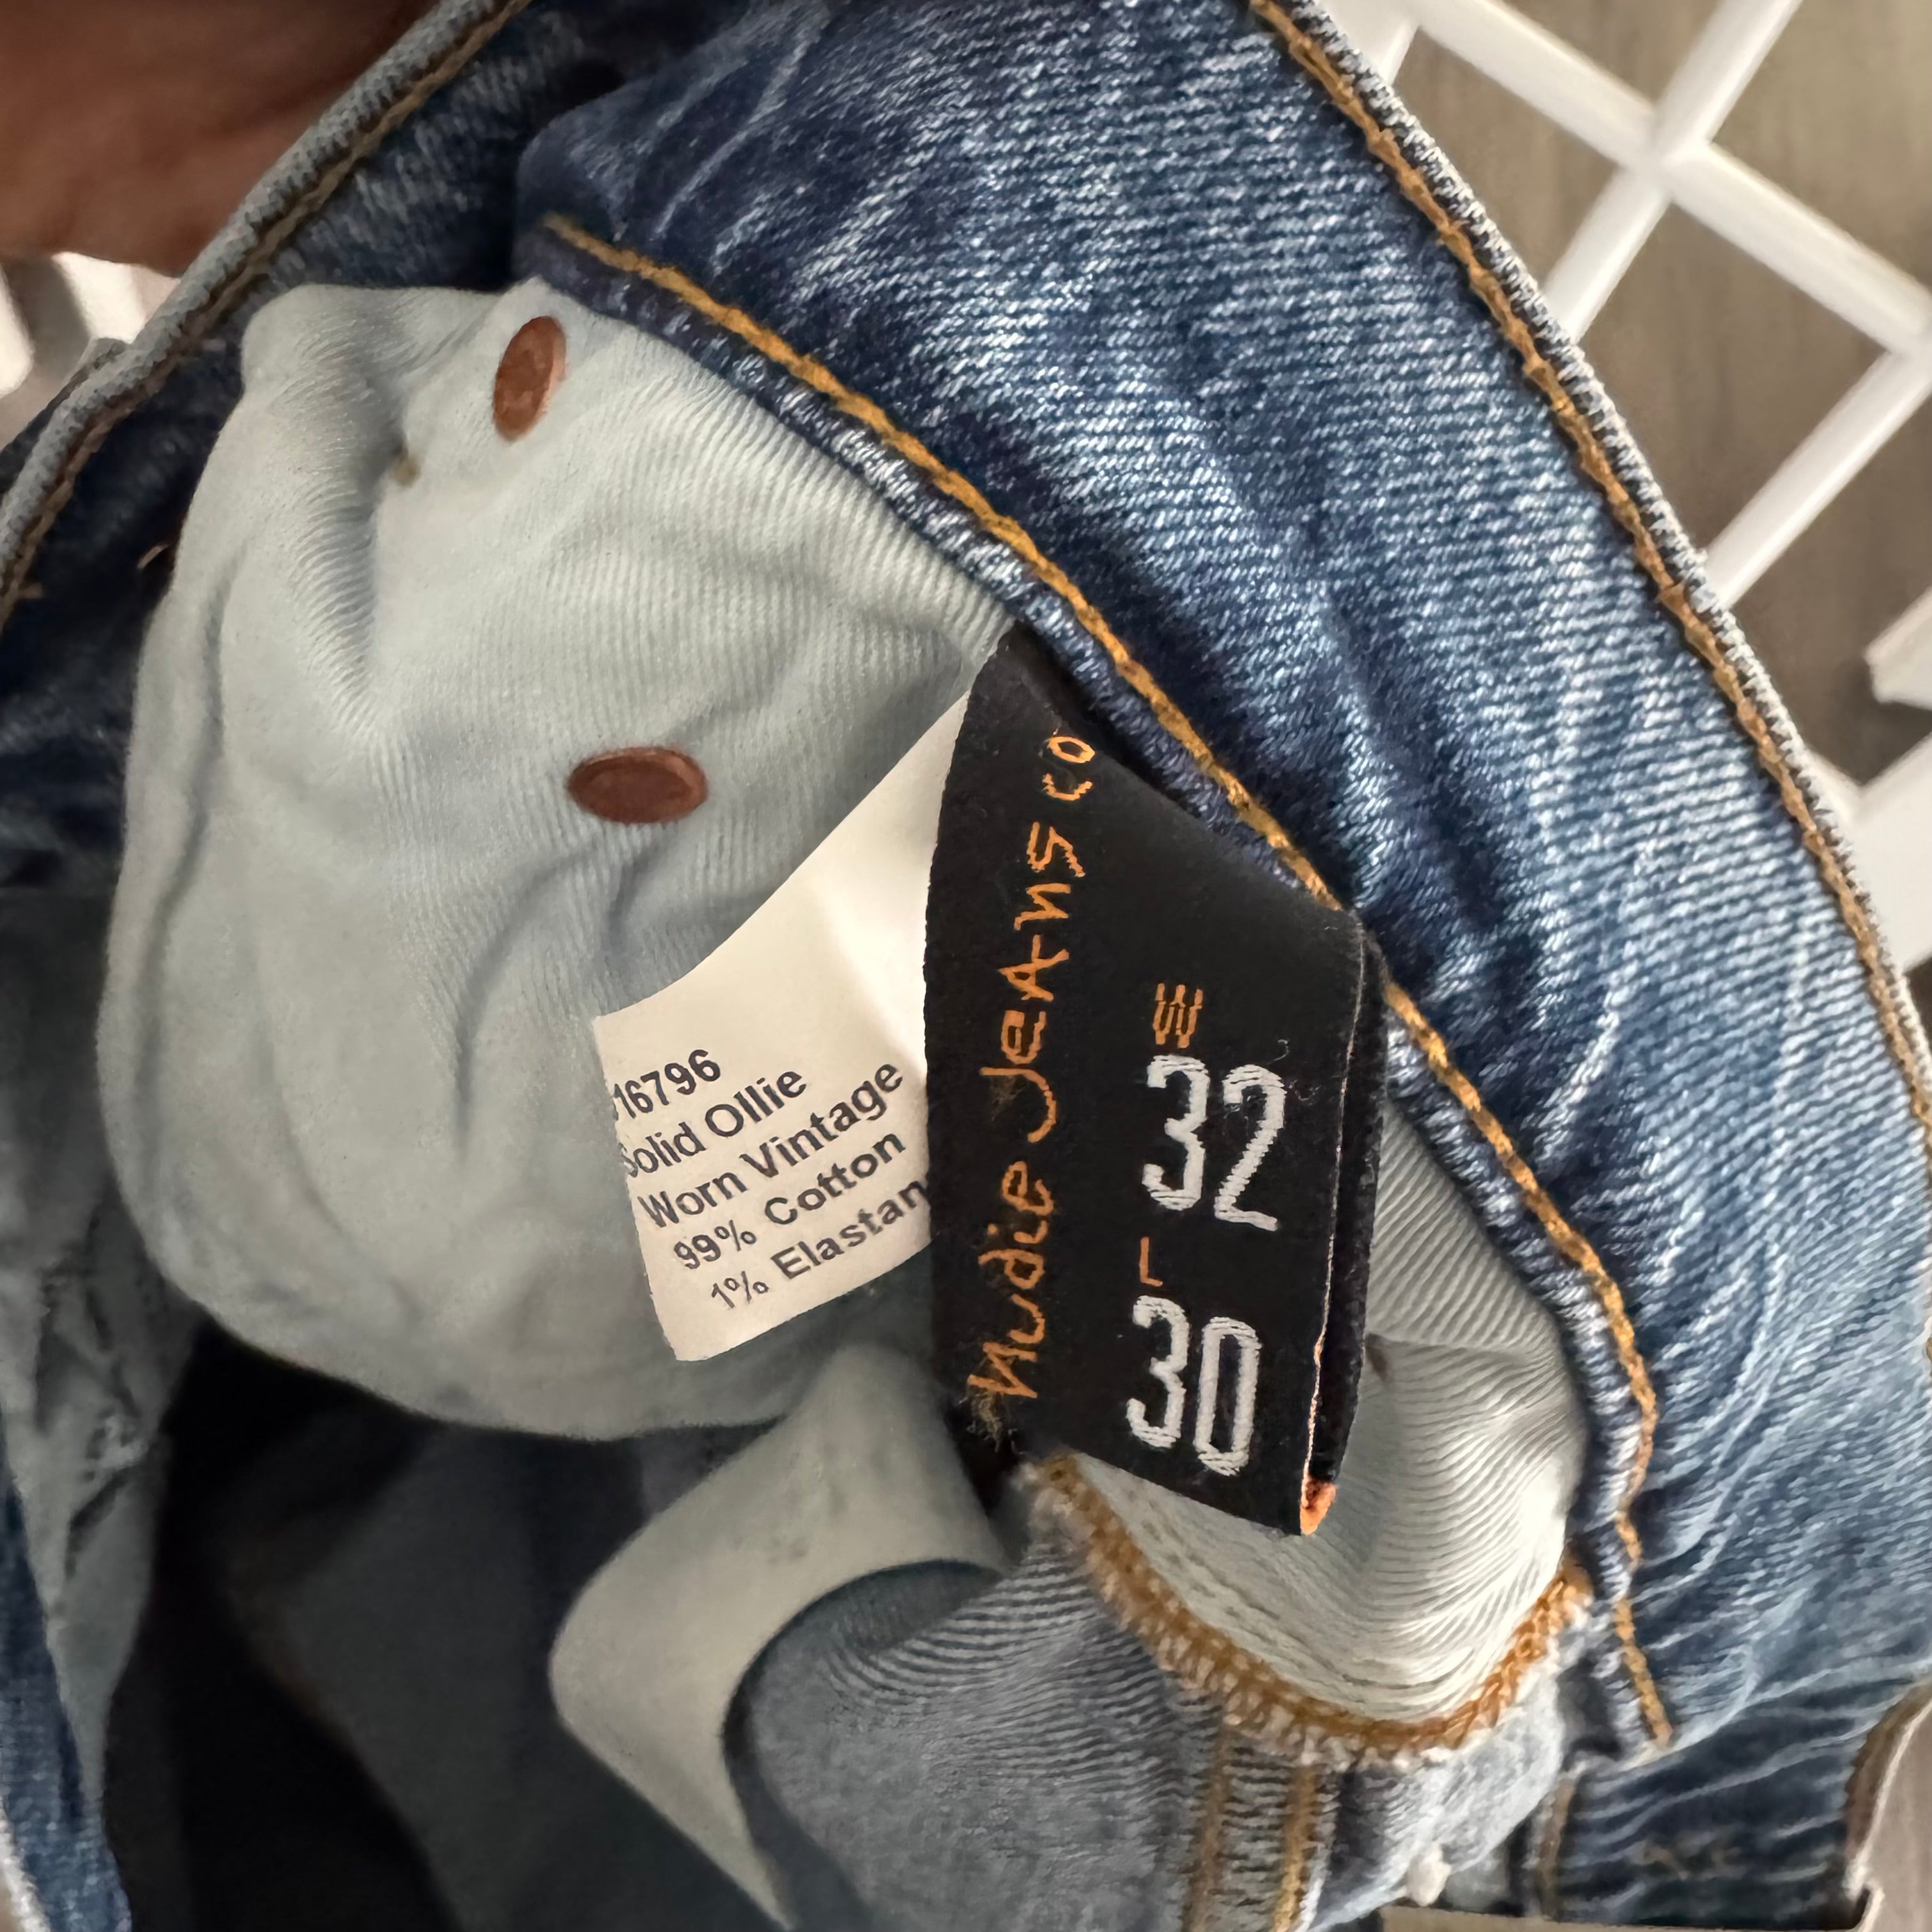 16796
Solid Ollie
Worn Vintage
99% Cotton
1% Elastan
Nudie Jeans co
W
32
L
30